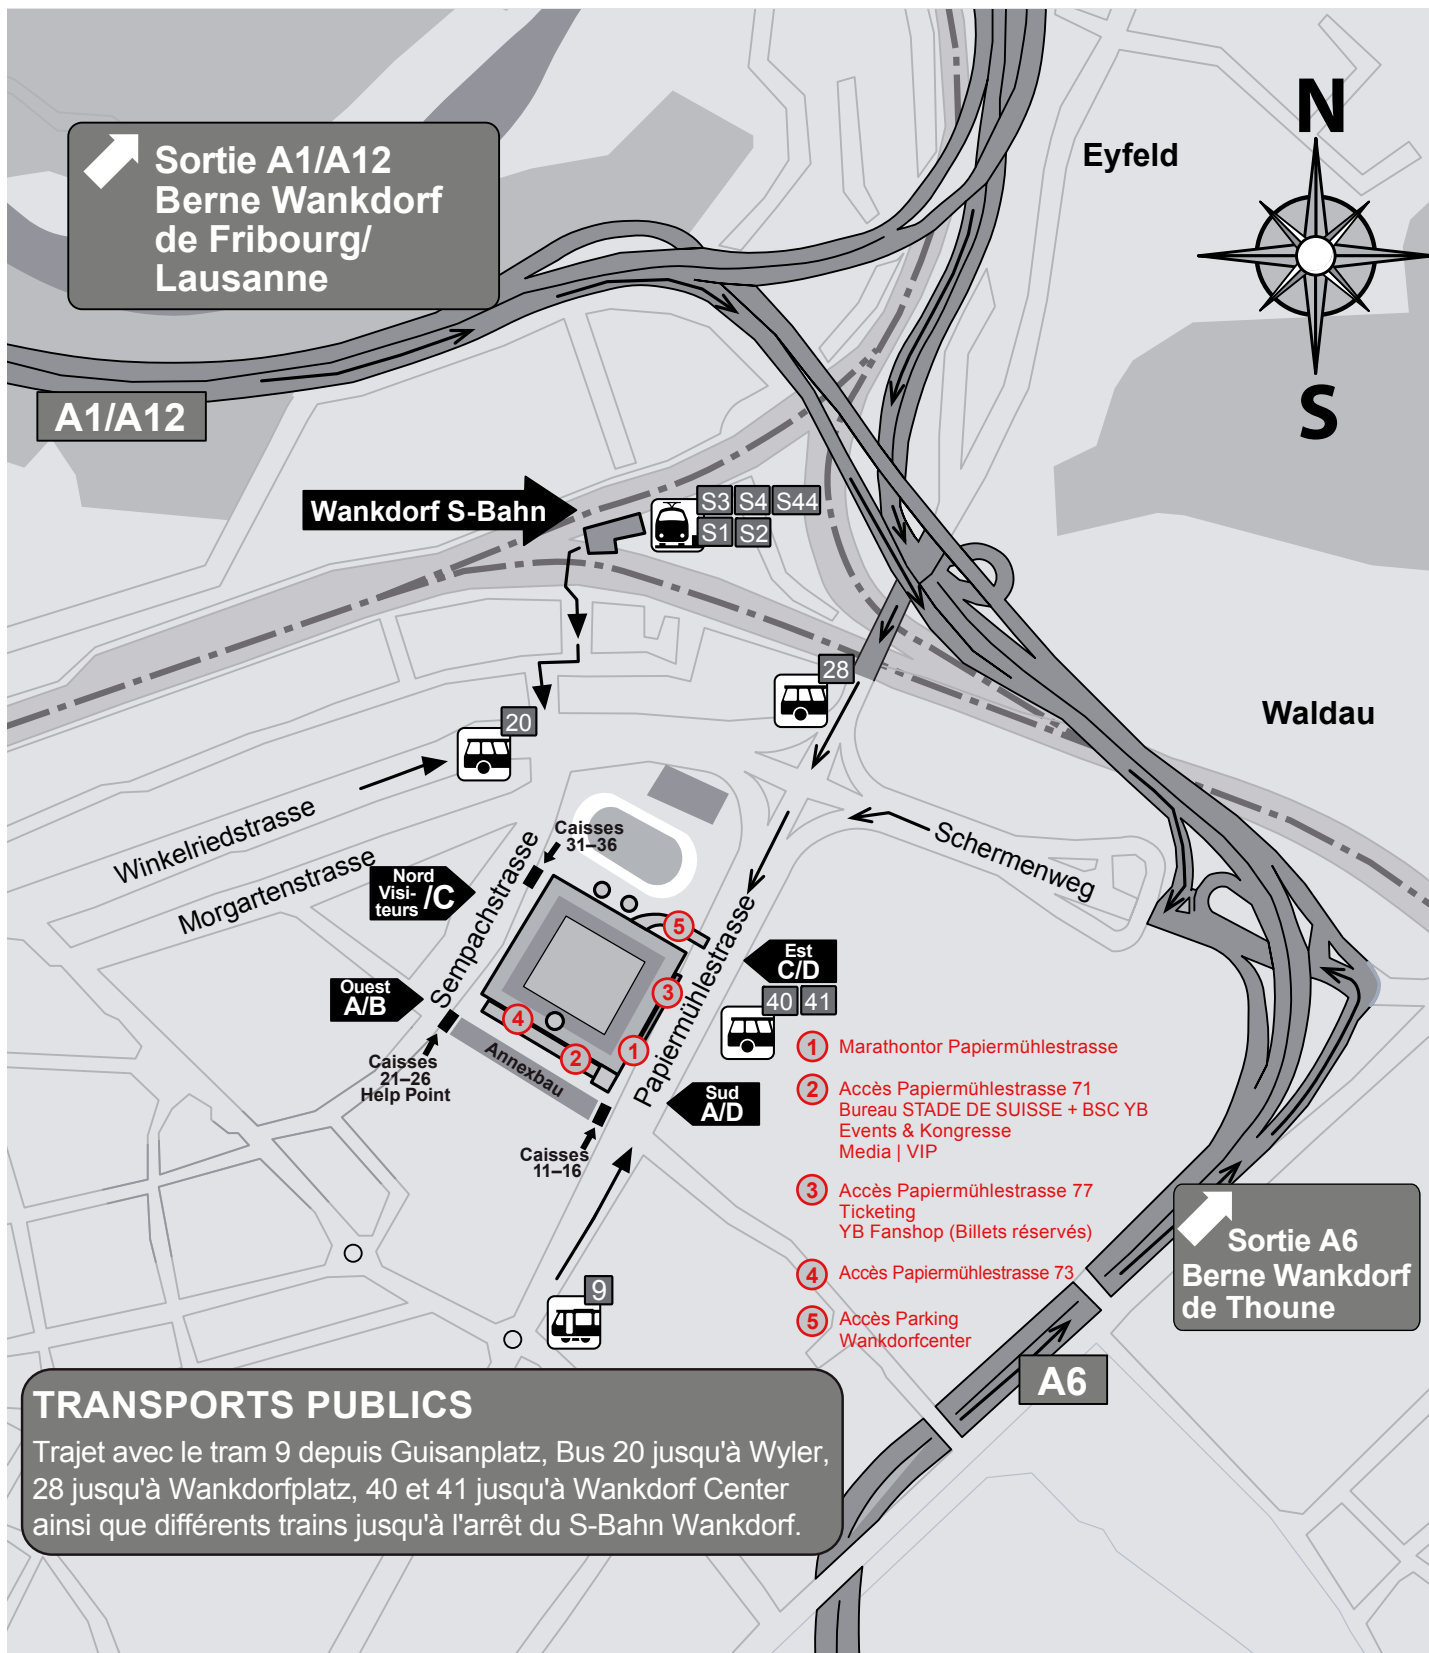 N
Eyfeld
Sortie A1/A12
Berne Wankdorf
de Fribourg/
Lausanne
A1/A12
S
Wankdorf S-Bahn
S3 S4 S44
S1 S2
28
Waldau
20
Winkelriedstrasse
Morgartenstrasse
Sempachstrasse
Papiermühlestrasse
Schermenweg
Caisses
31–36
Nord
Visi-
teurs /C
Ouest
A/B
Est
C/D
40 41
Sud
A/D
Caisses
21–26
Help Point
Annexbau
Caisses
11–16
5
3
4
2
1
9
1 Marathontor Papiermühlestrasse
2 Accès Papiermühlestrasse 71
Bureau STADE DE SUISSE + BSC YB
Events & Kongresse
Media | VIP
3 Accès Papiermühlestrasse 77
Ticketing
YB Fanshop (Billets réservés)
4 Accès Papiermühlestrasse 73
5 Accès Parking
Wankdorfcenter
Sortie A6
Berne Wankdorf
de Thoune
A6
TRANSPORTS PUBLICS
Trajet avec le tram 9 depuis Guisanplatz, Bus 20 jusqu'à Wyler,
28 jusqu'à Wankdorfplatz, 40 et 41 jusqu'à Wankdorf Center
ainsi que différents trains jusqu'à l'arrêt du S-Bahn Wankdorf.